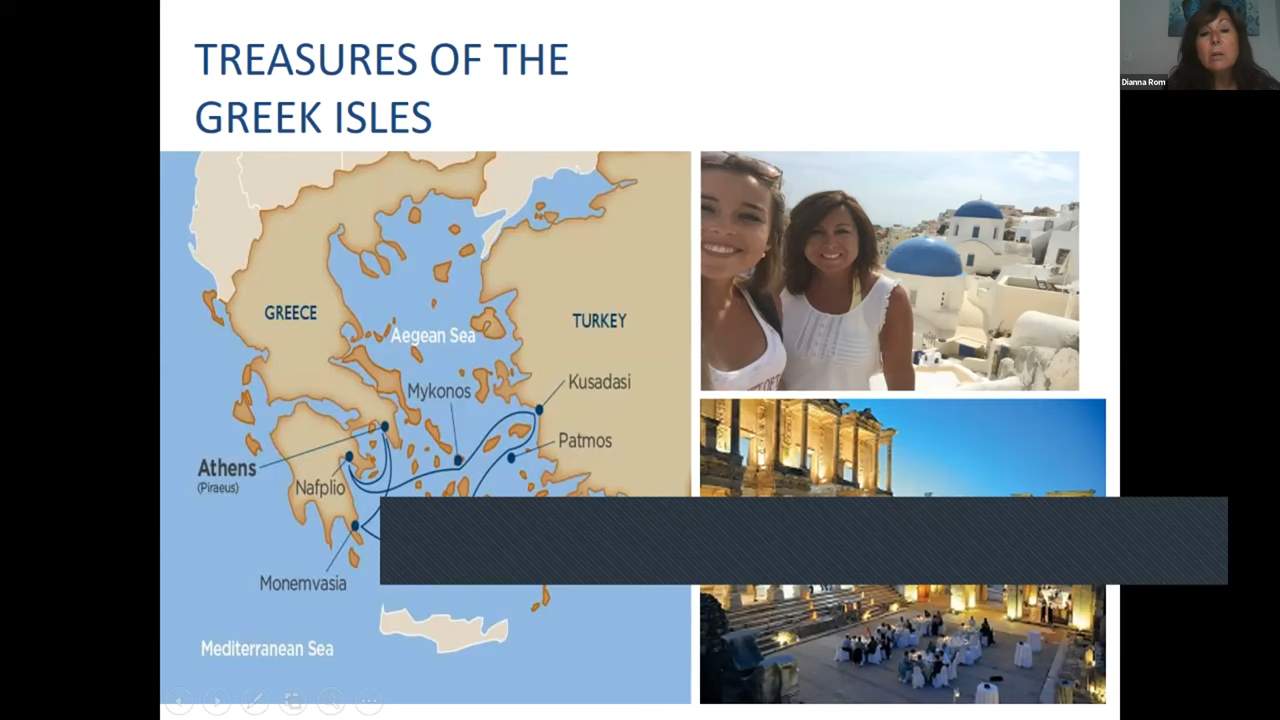 TREASURES OF THE
GREEK ISLES
Dianna Rom
GREECE
TURKEY
Aegean Sea
Mykonos
Kusadasi
Patmos
Athens
(Piraeus)
Nafplio
Monemvasia
Mediterranean Sea